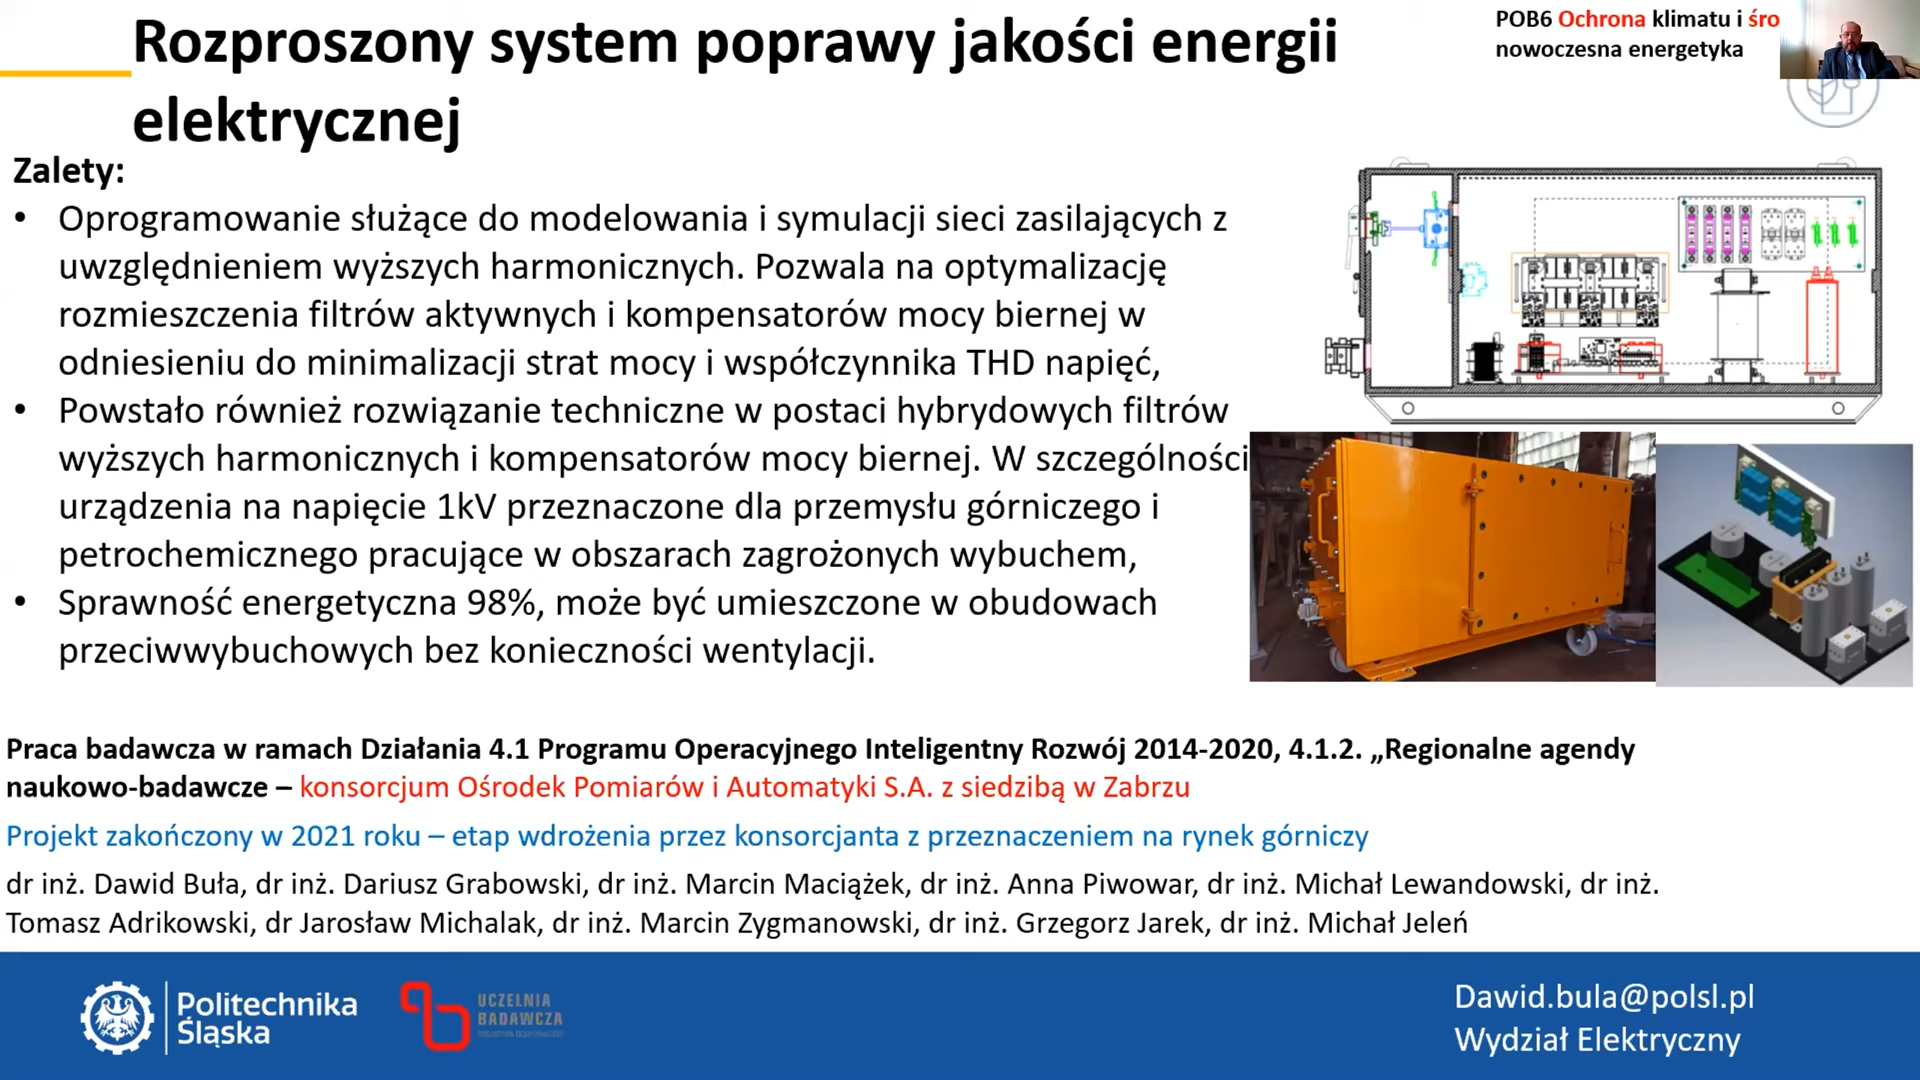 Rozproszony system poprawy jakości energii
elektrycznej
POB6 Ochrona klimatu i śro
nowoczesna energetyka
Zalety:
• Oprogramowanie służące do modelowania i symulacji sieci zasilających z
uwzględnieniem wyższych harmonicznych. Pozwala na optymalizację
rozmieszczenia filtrów aktywnych i kompensatorów mocy biernej w
odniesieniu do minimalizacji strat mocy i współczynnika THD napięć,
• Powstało również rozwiązanie techniczne w postaci hybrydowych filtrów
wyższych harmonicznych i kompensatorów mocy biernej. W szczególności
urządzenia na napięcie 1kV przeznaczone dla przemysłu górniczego i
petrochemicznego pracujące w obszarach zagrożonych wybuchem,
• Sprawność energetyczna 98%, może być umieszczone w obudowach
przeciwwybuchowych bez konieczności wentylacji.
Praca badawcza w ramach Działania 4.1 Programu Operacyjnego Inteligentny Rozwój 2014-2020, 4.1.2. „Regionalne agendy
naukowo-badawcze – konsorcjum Ośrodek Pomiarów i Automatyki S.A. z siedzibą w Zabrzu
Projekt zakończony w 2021 roku – etap wdrożenia przez konsorcjanta z przeznaczeniem na rynek górniczy
dr inż. Dawid Buła, dr inż. Dariusz Grabowski, dr inż. Marcin Maciążek, dr inż. Anna Piwowar, dr inż. Michał Lewandowski, dr inż.
Tomasz Adrikowski, dr Jarosław Michalak, dr inż. Marcin Zygmanowski, dr inż. Grzegorz Jarek, dr inż. Michał Jeleń
Politechnika
Śląska
UCZELNIA
BADAWCZA
Dawid.bula@polsl.pl
Wydział Elektryczny